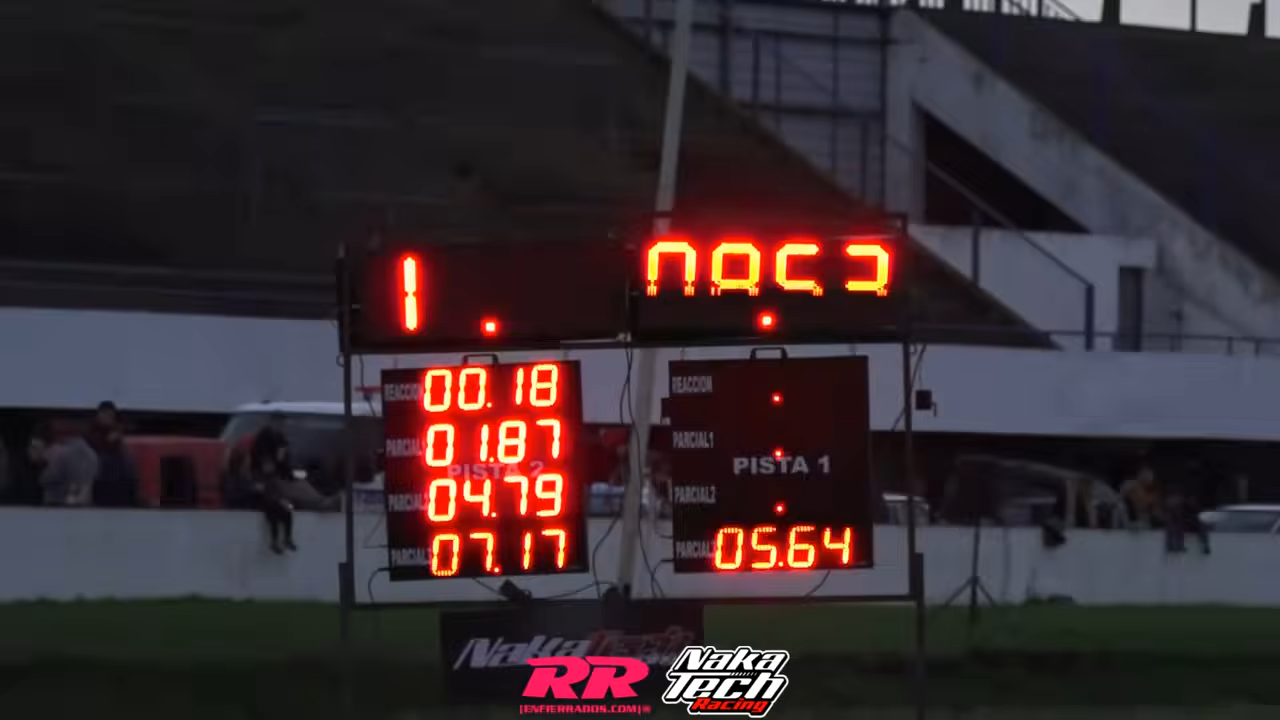 1 .
REACCION 00.18
PARCIAL1 01.87
PISTA 2
PARCIAL2 04.79
PARCIAL3 07.17
REACCION
PARCIAL1
PISTA 1
PARCIAL2
PARCIAL3 05.64
NakaTech
RR
[ENFIERRADOS.COM]®
Naka
Tech
Racing